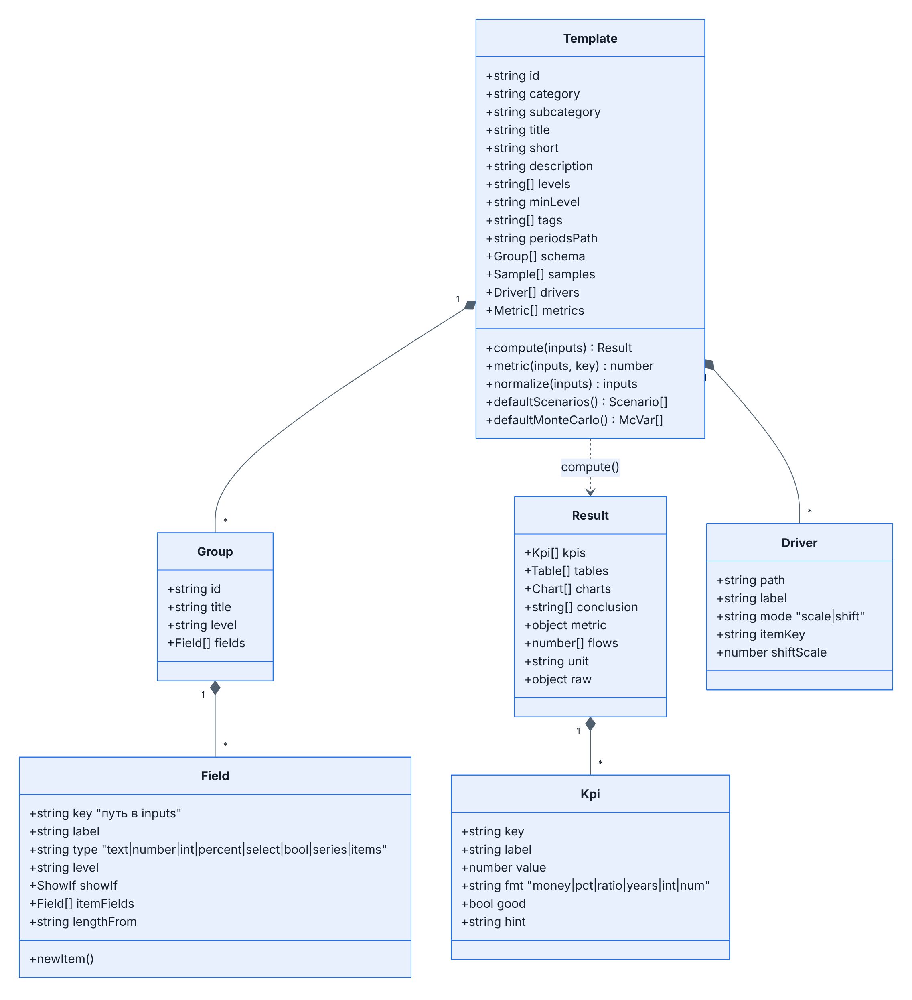 Template
+string id
+string category
+string subcategory
+string title
+string short
+string description
+string[] levels
+string minLevel
+string[] tags
+string periodsPath
+Group[] schema
+Sample[] samples
+Driver[] drivers
+Metric[] metrics
+compute(inputs) : Result
+metric(inputs, key) : number
+normalize(inputs) : inputs
+defaultScenarios() : Scenario[]
+defaultMonteCarlo() : McVar[]
1
1
compute()
*
*
Group
+string id
+string title
+string level
+Field[] fields
1
*
Result
+Kpi[] kpis
+Table[] tables
+Chart[] charts
+string[] conclusion
+object metric
+number[] flows
+string unit
+object raw
1
*
Driver
+string path
+string label
+string mode "scale|shift"
+string itemKey
+number shiftScale
Field
+string key "путь в inputs"
+string label
+string type "text|number|int|percent|select|bool|series|items"
+string level
+ShowIf showIf
+Field[] itemFields
+string lengthFrom
+newItem()
Kpi
+string key
+string label
+number value
+string fmt "money|pct|ratio|years|int|num"
+bool good
+string hint